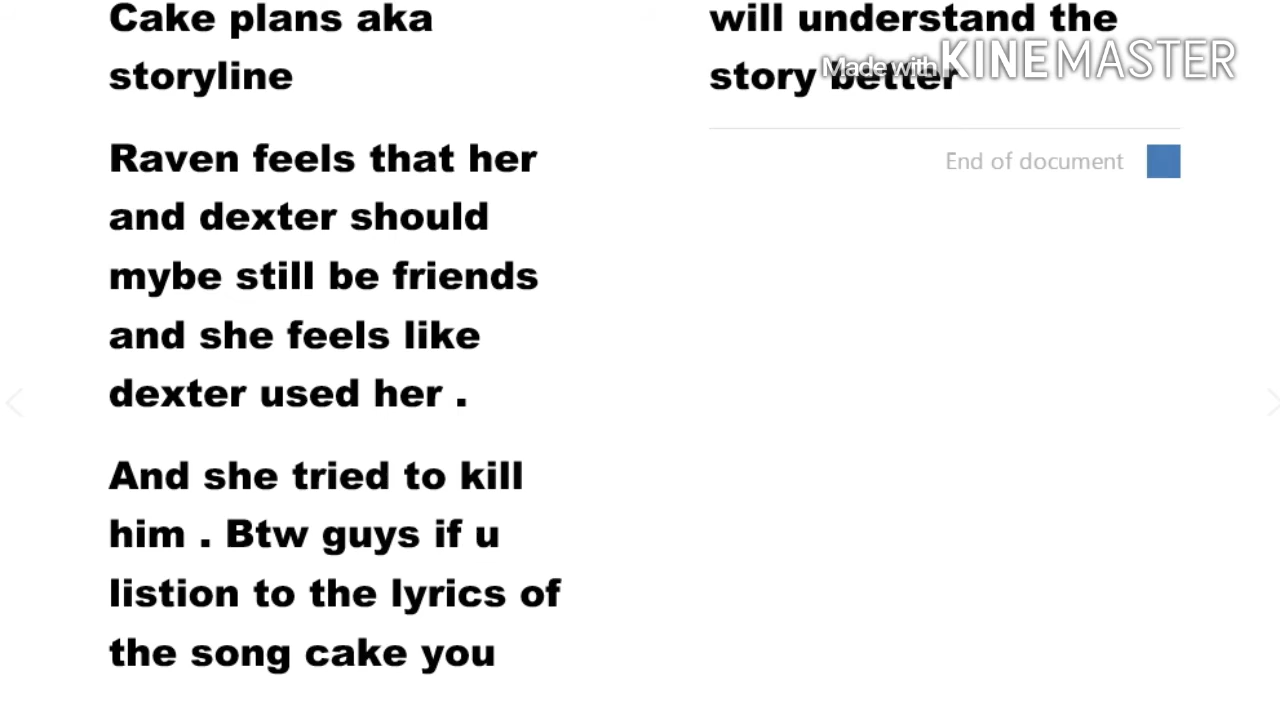 Cake plans aka
storyline
Raven feels that her
and dexter should
mybe still be friends
and she feels like
dexter used her .
And she tried to kill
him . Btw guys if u
listion to the lyrics of
the song cake you
will understand the
story better
Made with KINEMASTER
End of document